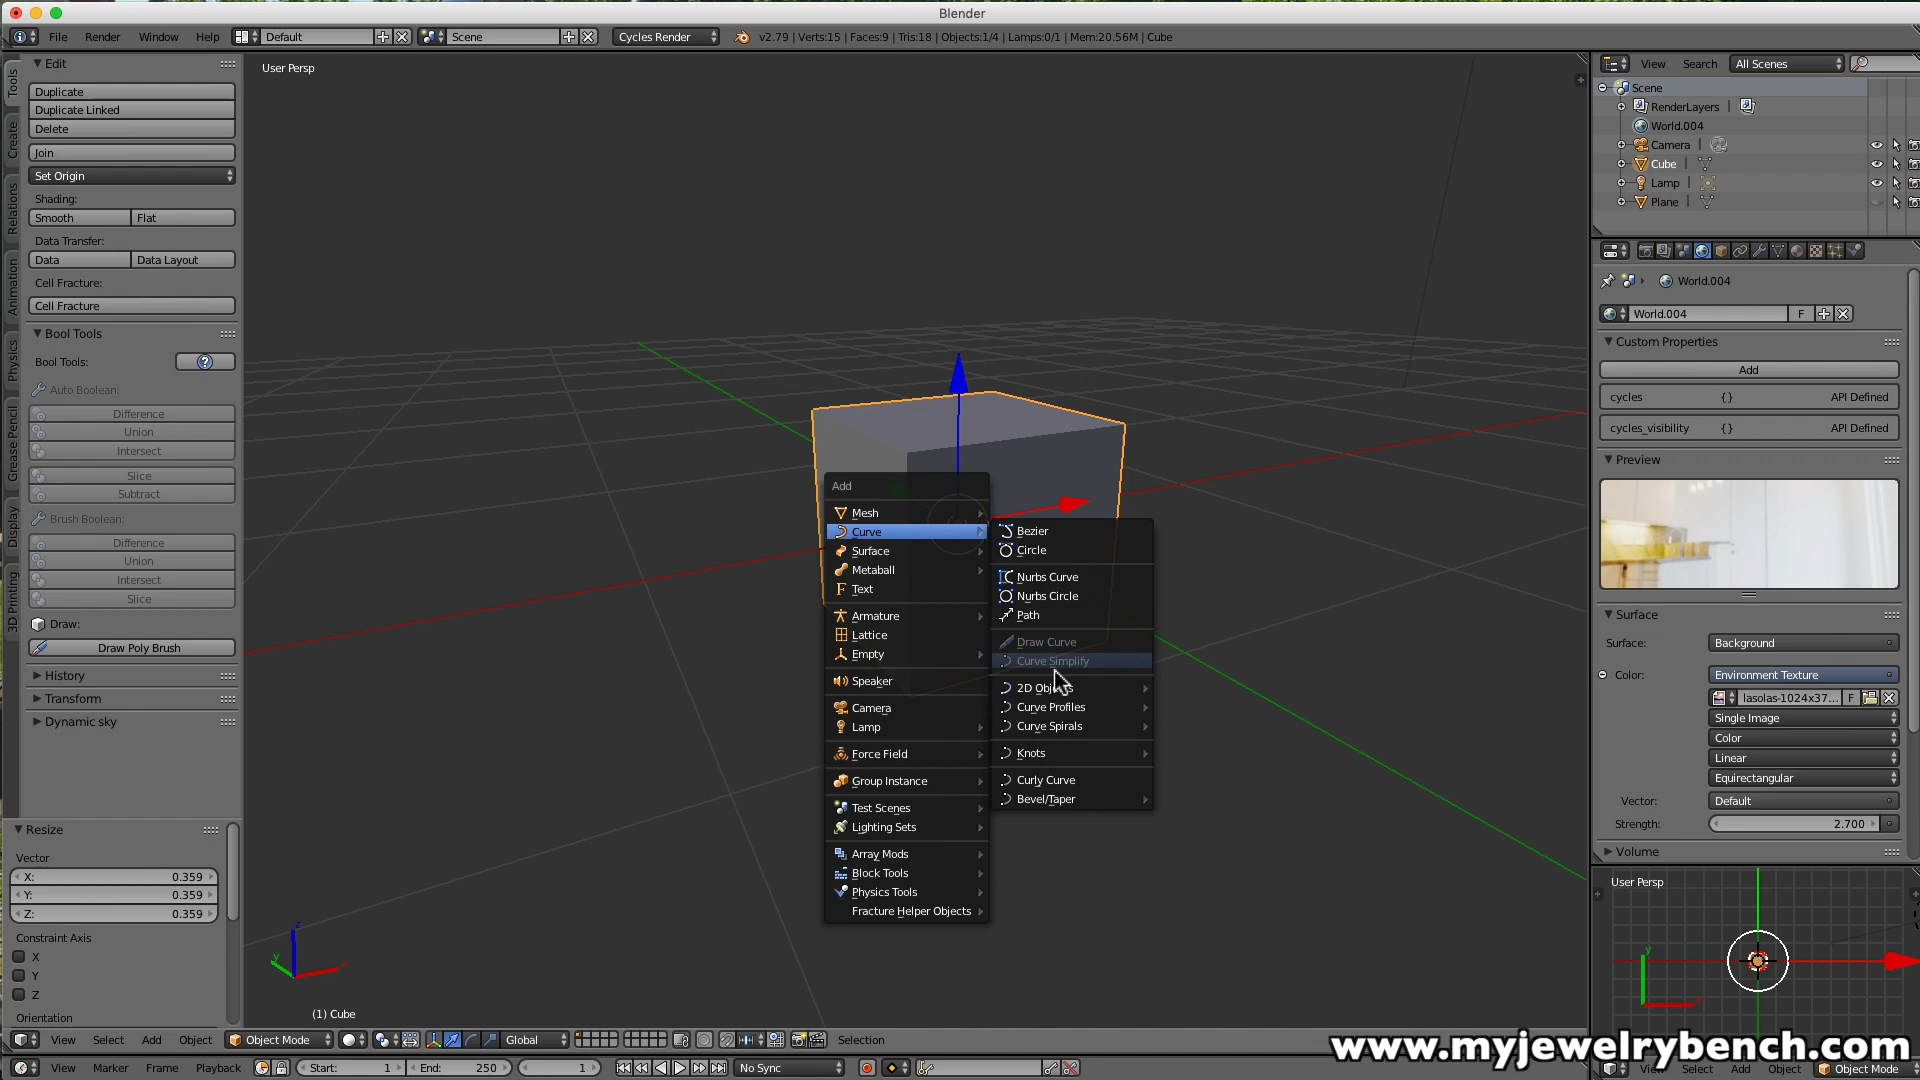 Blender
File Render Window Help Default Scene Cycles Render v2.79 | Verts:15 | Faces:9 | Tris:18 | Objects:1/4 | Lamps:0/1 | Mem:20.56M | Cube
Tools
Create
Relations
Animation
Physics
Grease Pencil
Display
3D Printing
Edit
Duplicate
Duplicate Linked
Delete
Join
Set Origin
Shading:
Smooth Flat
Data Transfer:
Data Data Layout
Cell Fracture:
Cell Fracture
Bool Tools
Bool Tools:
Auto Boolean:
Difference
Union
Intersect
Slice
Subtract
Brush Boolean:
Difference
Union
Intersect
Slice
Draw:
Draw Poly Brush
History
Transform
Dynamic sky
Resize
Vector
X: 0.359
Y: 0.359
Z: 0.359
Constraint Axis
X
Y
Z
Orientation
User Persp
Add
Mesh
Curve
Surface
Metaball
Text
Armature
Lattice
Empty
Speaker
Camera
Lamp
Force Field
Group Instance
Test Scenes
Lighting Sets
Array Mods
Block Tools
Physics Tools
Fracture Helper Objects
Bezier
Circle
Nurbs Curve
Nurbs Circle
Path
Draw Curve
Curve Simplify
2D Obj
Curve Profiles
Curve Spirals
Knots
Curly Curve
Bevel/Taper
(1) Cube
View Select Add Object Object Mode Global Selection
View Marker Frame Playback Start: 1 End: 250 1 No Sync
View Search All Scenes
Scene
RenderLayers
World.004
Camera
Cube
Lamp
Plane
World.004
World.004 F
Custom Properties
Add
cycles {} API Defined
cycles_visibility {} API Defined
Preview
Surface
Surface: Background
Color: Environment Texture
lasolas-1024x37... F
Single Image
Color
Linear
Equirectangular
Vector: Default
Strength: 2.700
Volume
User Persp
www.myjewelrybench.com
View Select Add Object Object Mode